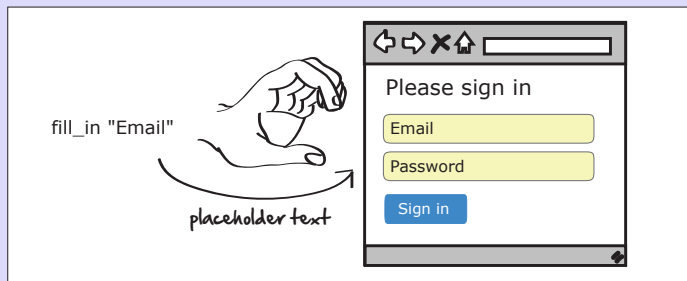 fill_in "Email"
placeholder text
Please sign in
Email
Password
Sign in